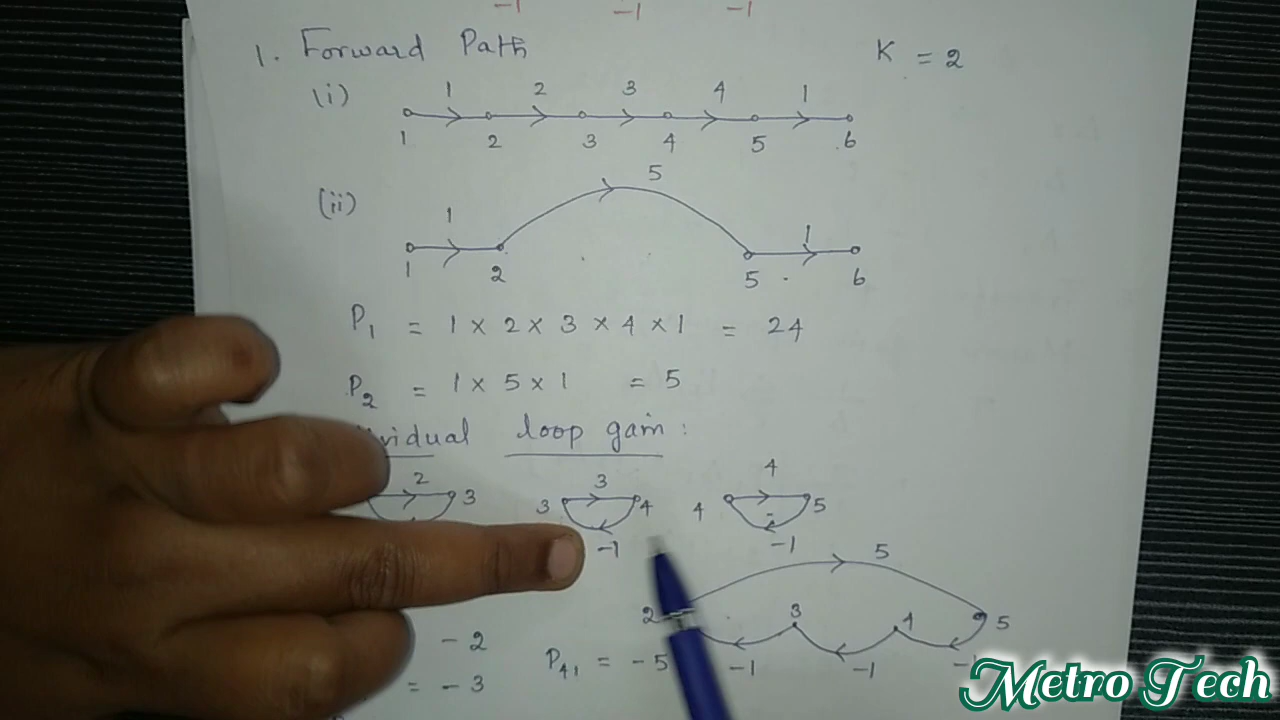 -1 -1 -1
1. Forward Path K = 2
(i) 1 2 3 4 1
1 2 3 4 5 6
(ii) 1 5 1
1 2 5 6
P1 = 1 x 2 x 3 x 4 x 1 = 24
P2 = 1 x 5 x 1 = 5
loop gain :
2 3 4
3 3 4 4 5
-1 -1
5
2 3 4 5
-1 -1
- 2 P41 = - 5
= - 3
Metro Tech